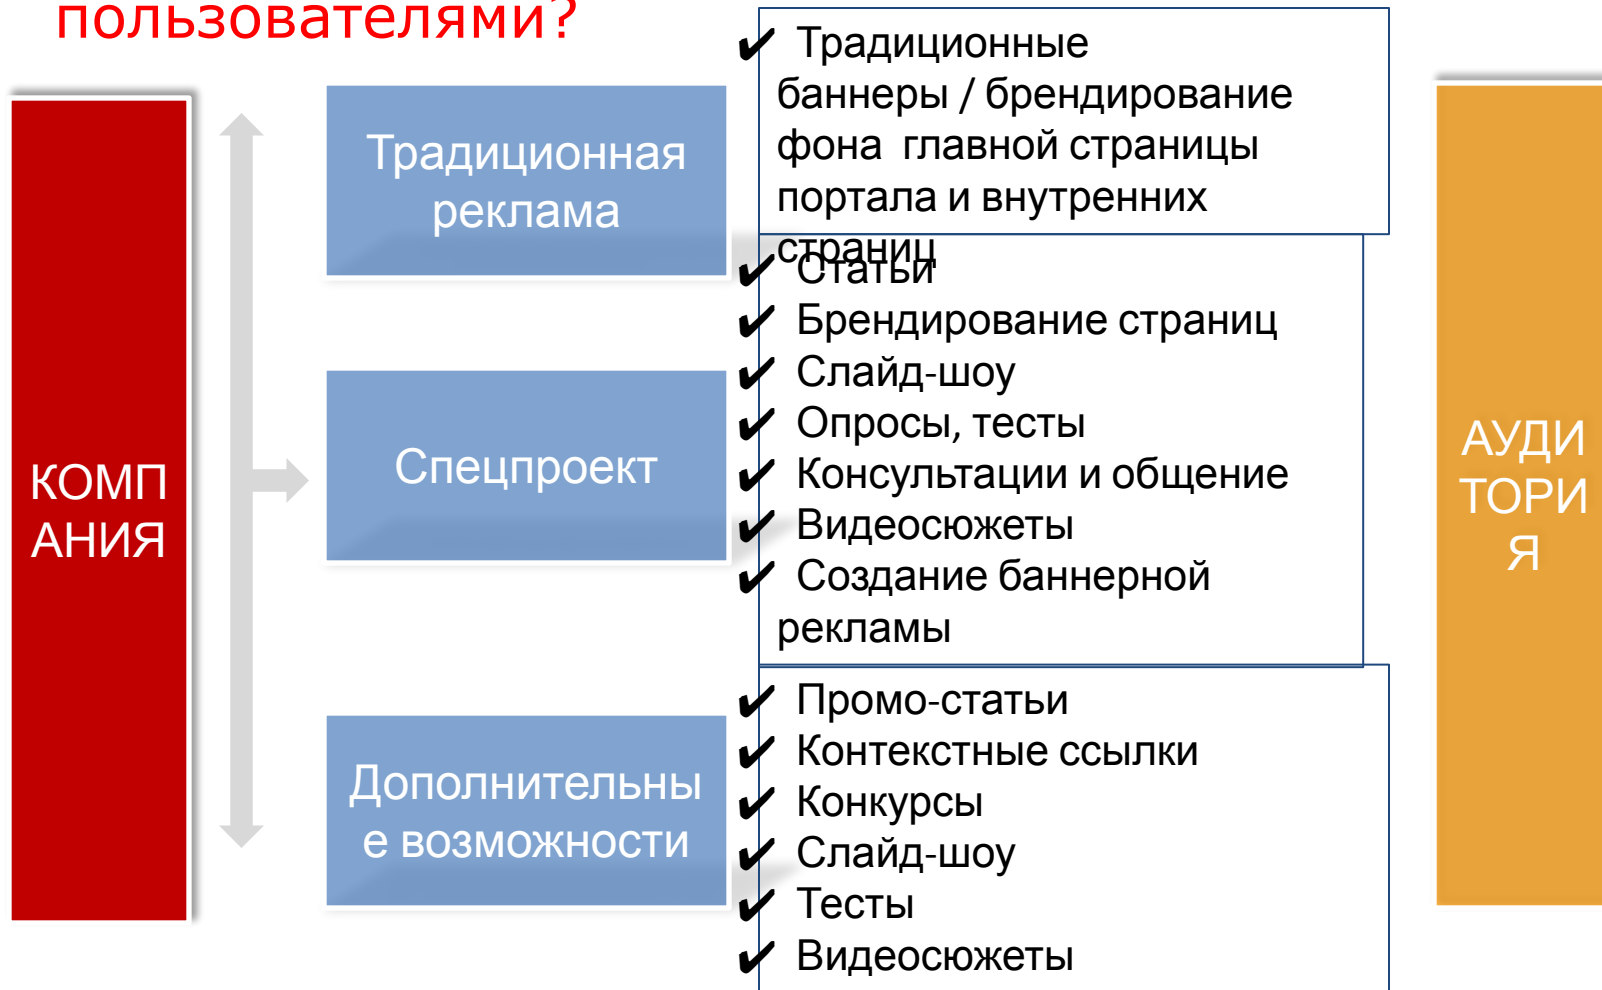 пользователями?
КОМП
АНИЯ
Традиционная
реклама
✔ Традиционные
баннеры / брендирование
фона главной страницы
портала и внутренних
страниц
Спецпроект
✔ Статьи
✔ Брендирование страниц
✔ Слайд-шоу
✔ Опросы, тесты
✔ Консультации и общение
✔ Видеосюжеты
✔ Создание баннерной
рекламы
Дополнительны
е возможности
✔ Промо-статьи
✔ Контекстные ссылки
✔ Конкурсы
✔ Слайд-шоу
✔ Тесты
✔ Видеосюжеты
АУДИ
ТОРИ
Я